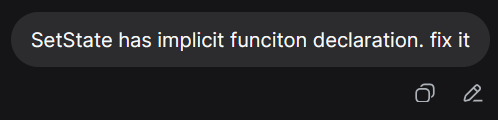 SetState has implicit funciton declaration. fix it